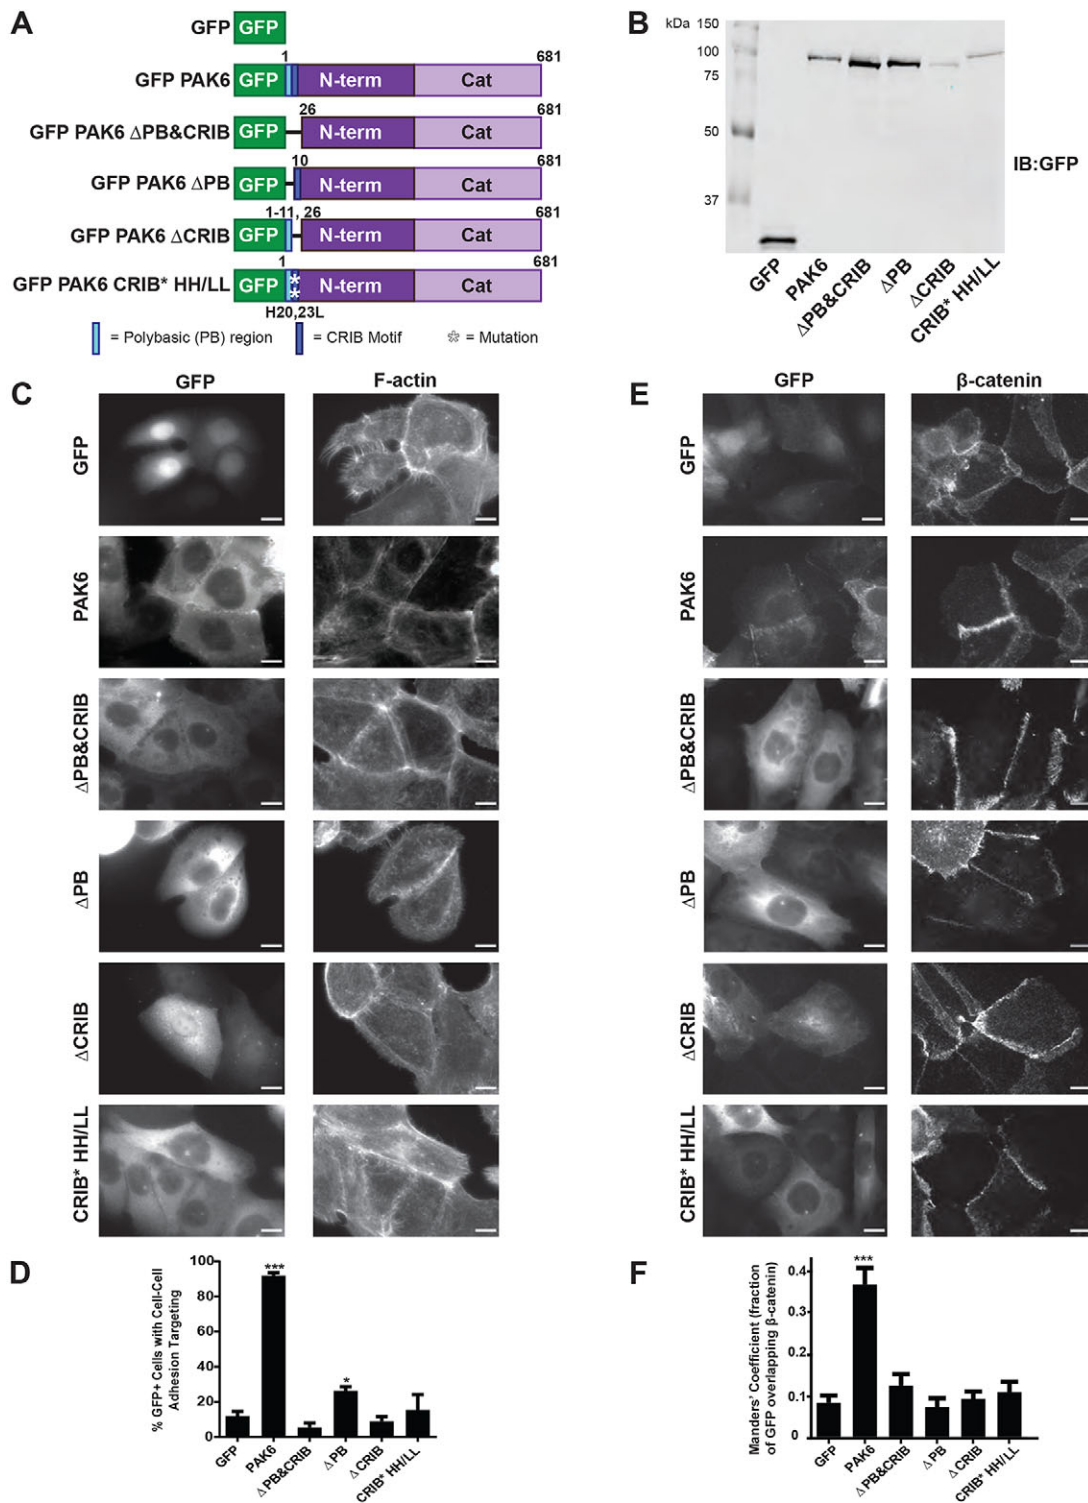 A
GFP GFP
1 681
GFP PAK6 GFP N-term Cat
26 681
GFP PAK6 ΔPB&CRIB GFP N-term Cat
10 681
GFP PAK6 ΔPB GFP N-term Cat
1-11, 26 681
GFP PAK6 ΔCRIB GFP N-term Cat
1 681
GFP PAK6 CRIB* HH/LL GFP * * N-term Cat
H20,23L
= Polybasic (PB) region = CRIB Motif * = Mutation
B
kDa 150
100
75
50
37
IB:GFP
GFP PAK6 ΔPB&CRIB ΔPB ΔCRIB CRIB* HH/LL
C
GFP F-actin
GFP
PAK6
ΔPB&CRIB
ΔPB
ΔCRIB
CRIB* HH/LL
E
GFP β-catenin
GFP
PAK6
ΔPB&CRIB
ΔPB
ΔCRIB
CRIB* HH/LL
D
% GFP+ Cells with Cell-Cell
Adhesion Targeting
100
80
60
40
20
0
***
*
GFP PAK6 ΔPB&CRIB ΔPB ΔCRIB CRIB* HH/LL
F
Manders' Coefficient (fraction
of GFP overlapping β-catenin)
0.4
0.3
0.1
0
***
GFP PAK6 ΔPB&CRIB ΔPB ΔCRIB CRIB* HH/LL